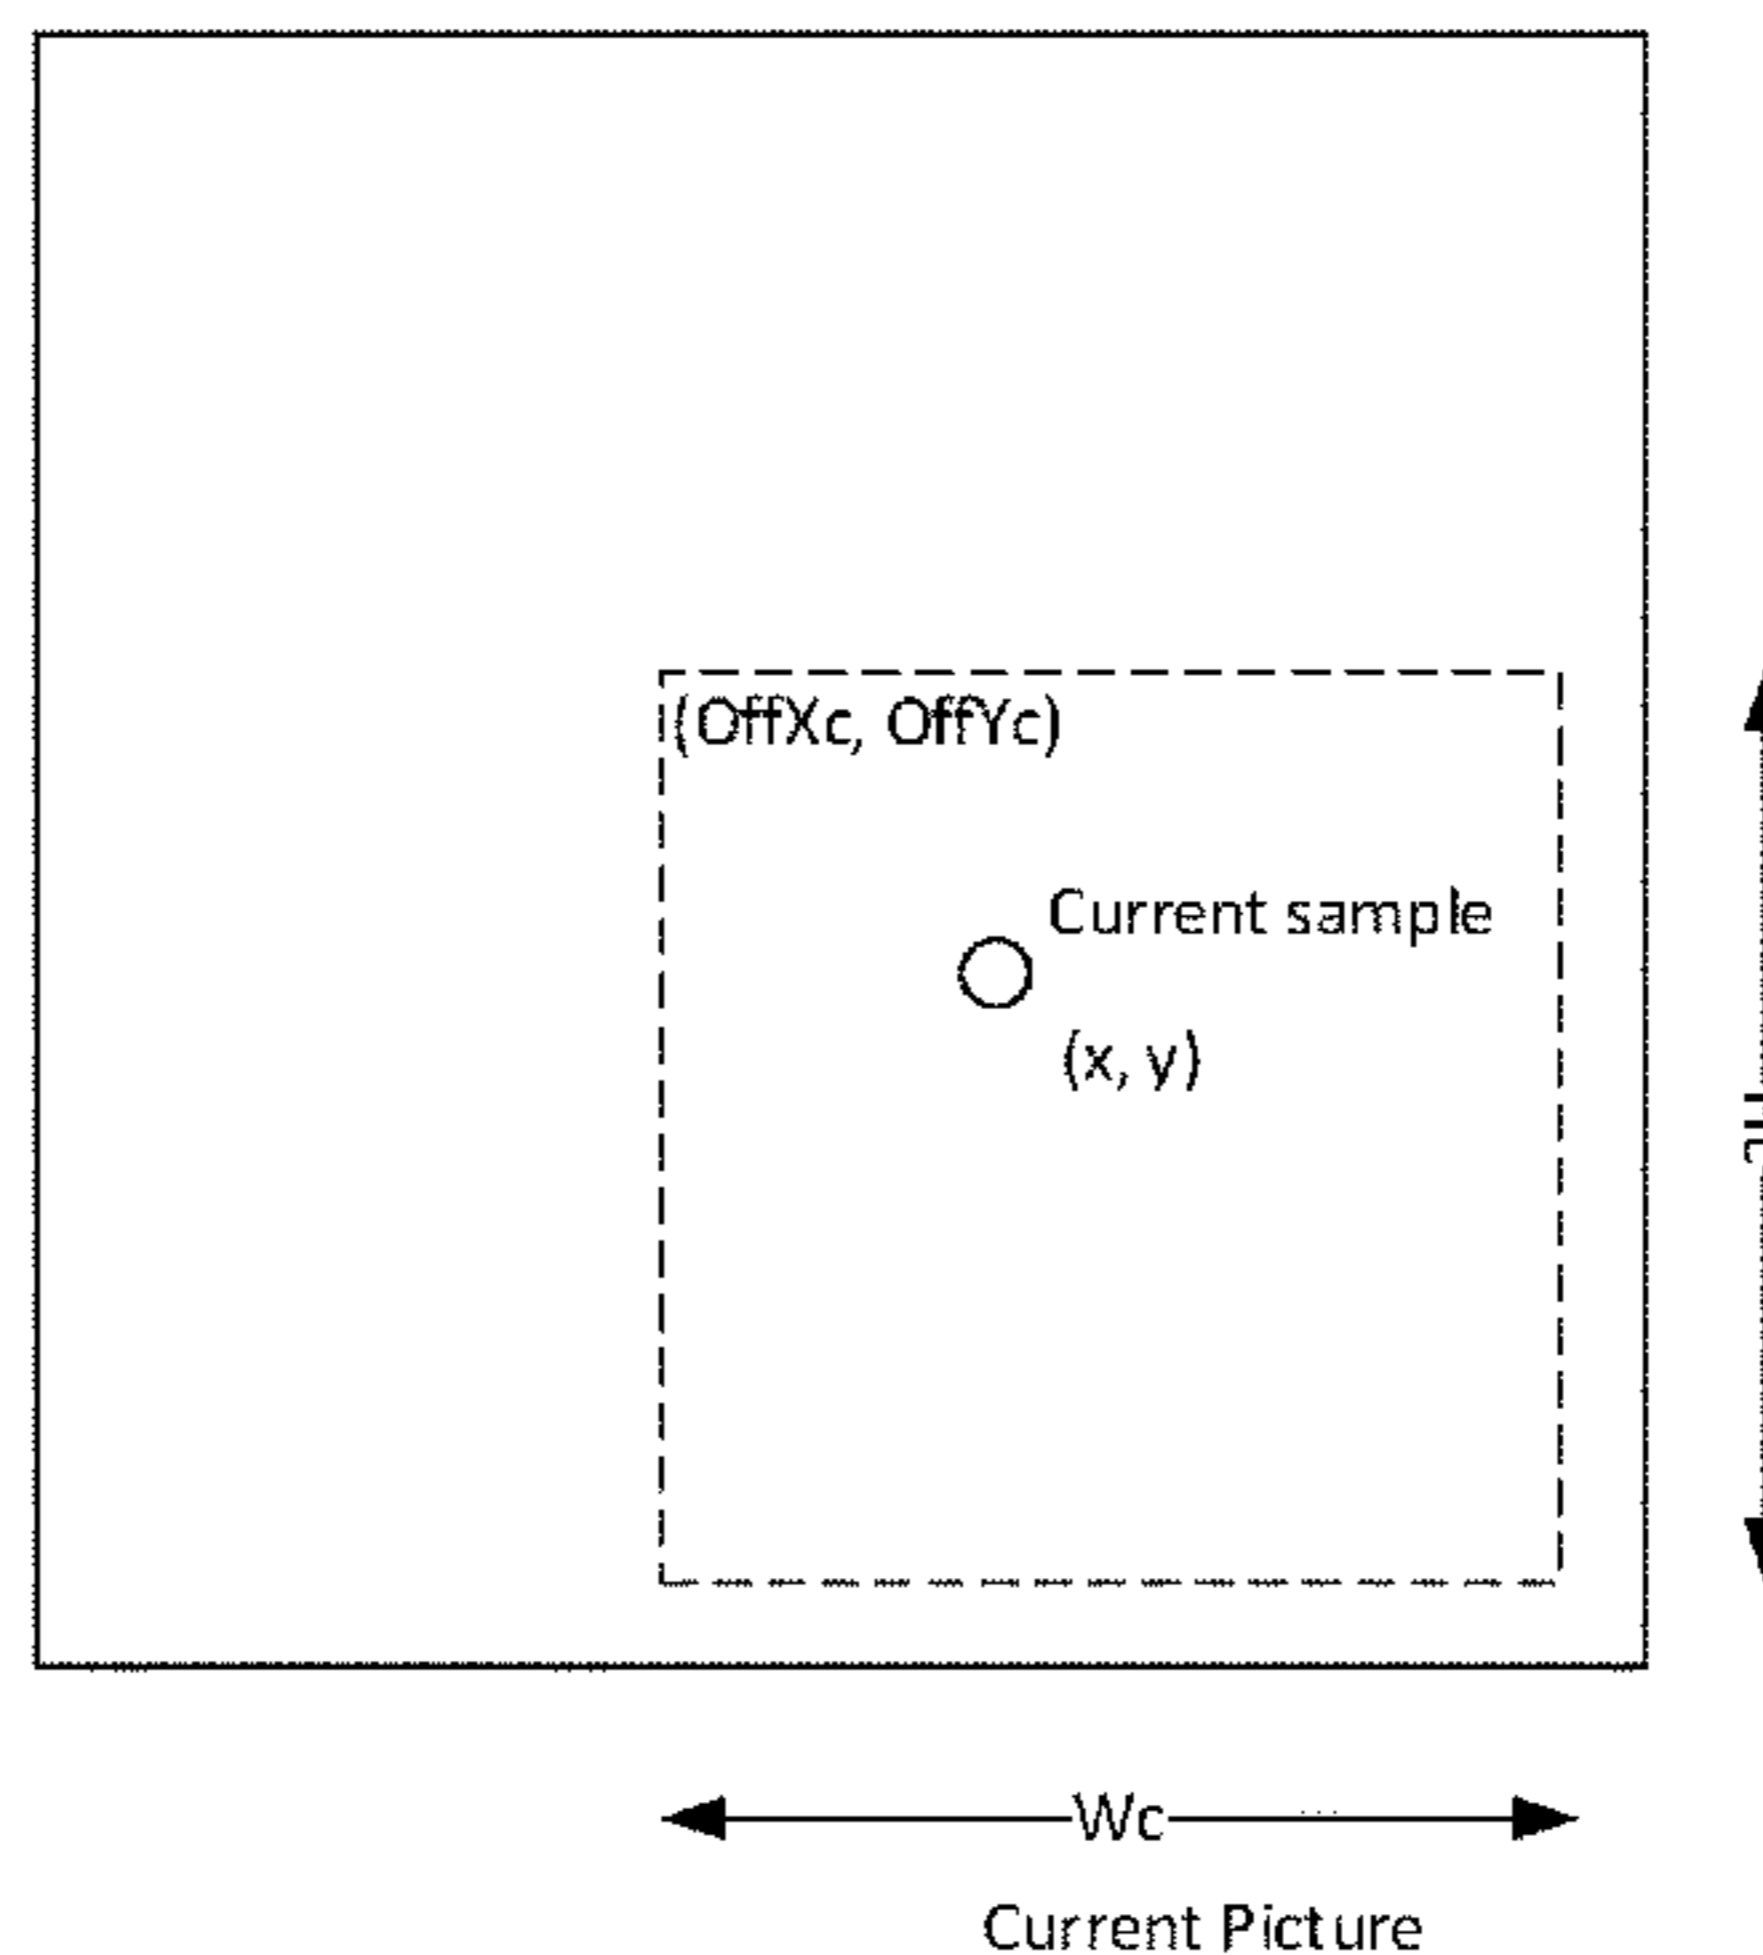 (OffXc, OffYc)
Current sample
(x, y)
Wc
Current Picture